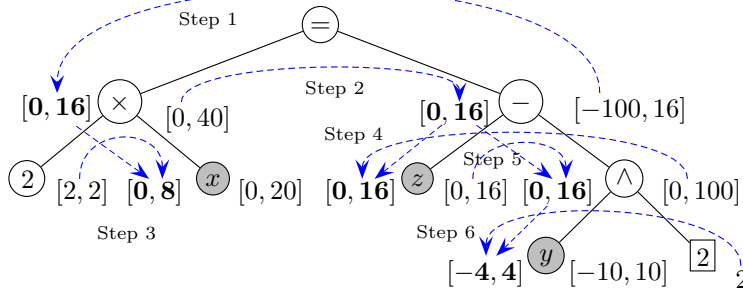 Step 1
=
Step 2
[0, 16] × [0, 40] [0, 16] − [−100, 16]
Step 4
Step 5
2 [2, 2] [0, 8] x [0, 20] [0, 16] z [0, 16] [0, 16] ∧ [0, 100]
Step 3
Step 6
[−4, 4] y [−10, 10] 2
2